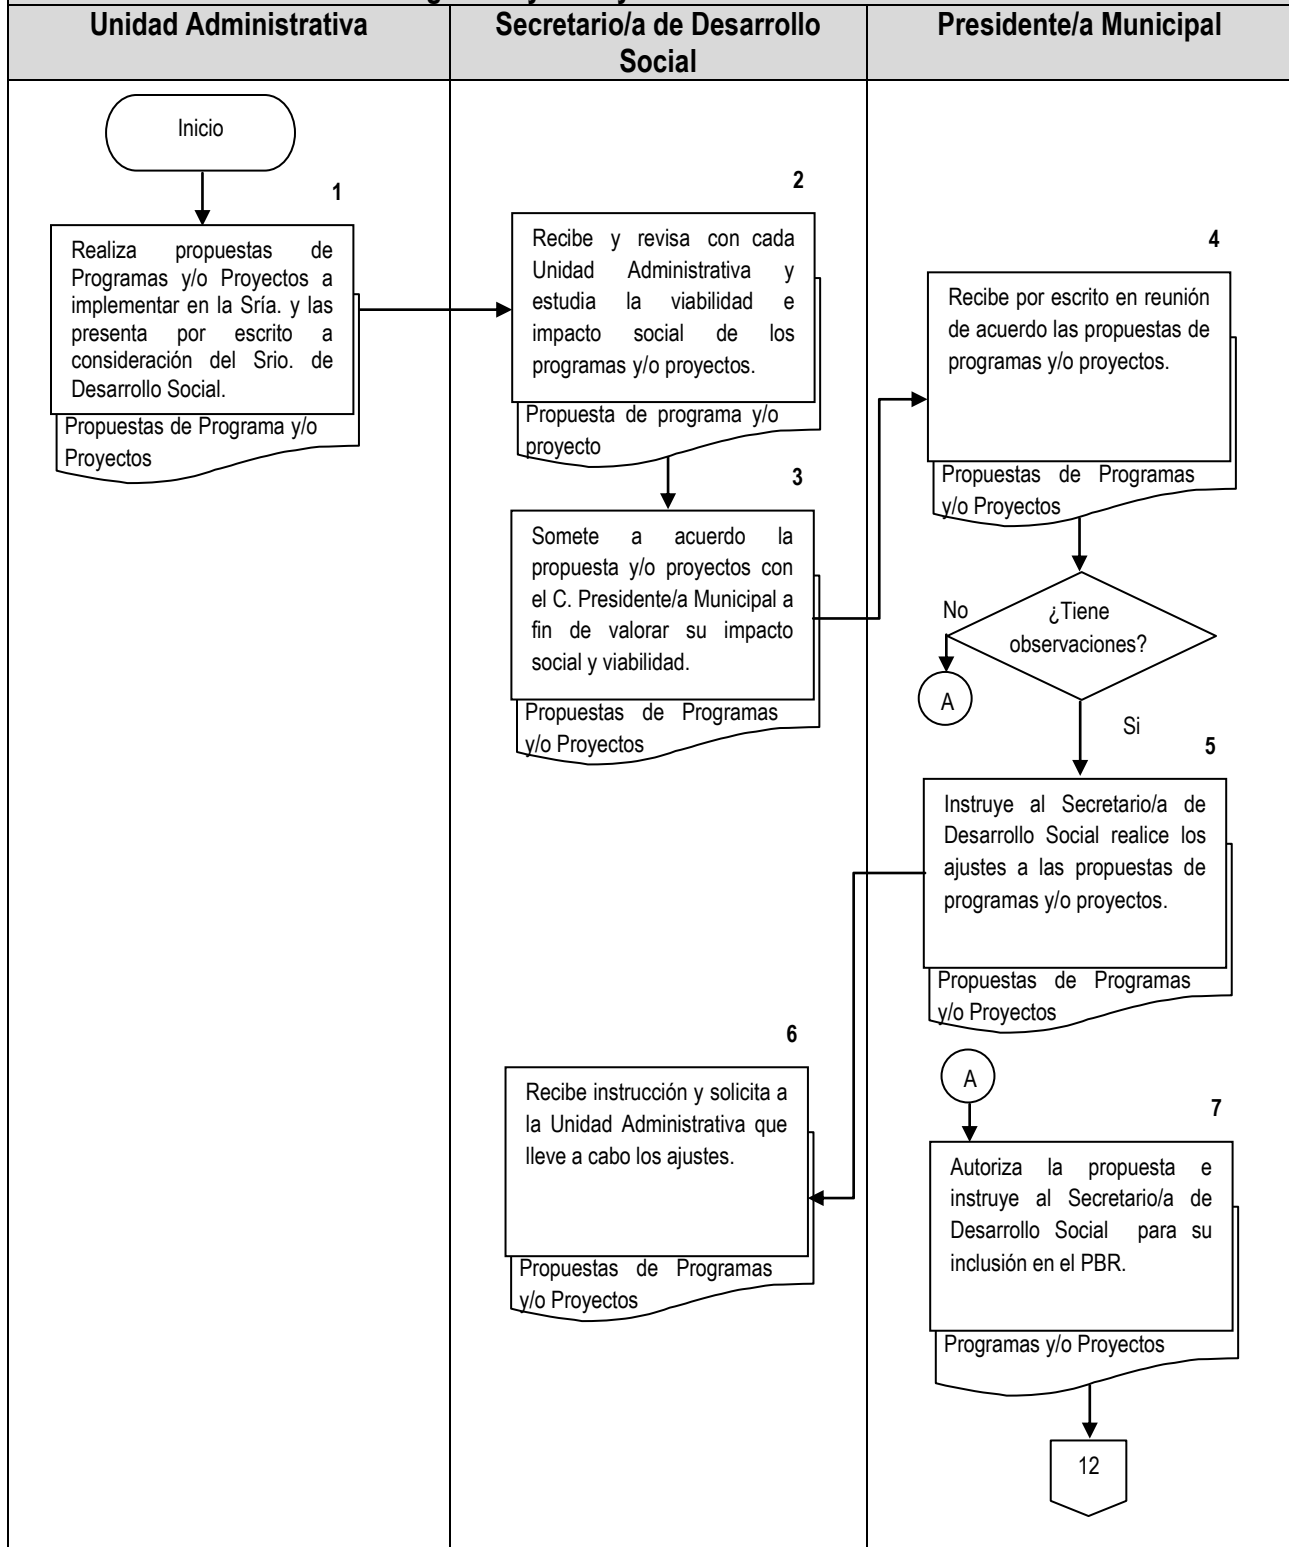 Unidad Administrativa
Secretario/a de Desarrollo
Social
Presidente/a Municipal
Inicio
1
Realiza propuestas de
Programas y/o Proyectos a
implementar en la Sría. y las
presenta por escrito a
consideración del Srio. de
Desarrollo Social.
Propuestas de Programa y/o
Proyectos
2
Recibe y revisa con cada
Unidad Administrativa y
estudia la viabilidad e
impacto social de los
programas y/o proyectos.
Propuesta de programa y/o
proyecto
3
Somete a acuerdo la
propuesta y/o proyectos con
el C. Presidente/a Municipal a
fin de valorar su impacto
social y viabilidad.
Propuestas de Programas
y/o Proyectos
4
Recibe por escrito en reunión
de acuerdo las propuestas de
programas y/o proyectos.
Propuestas de Programas
y/o Proyectos
¿Tiene
observaciones?
No
A
Si
5
Instruye al Secretario/a de
Desarrollo Social realice los
ajustes a las propuestas de
programas y/o proyectos.
Propuestas de Programas
y/o Proyectos
6
Recibe instrucción y solicita a
la Unidad Administrativa que
lleve a cabo los ajustes.
Propuestas de Programas
y/o Proyectos
A
7
Autoriza la propuesta e
instruye al Secretario/a de
Desarrollo Social para su
inclusión en el PBR.
Programas y/o Proyectos
12